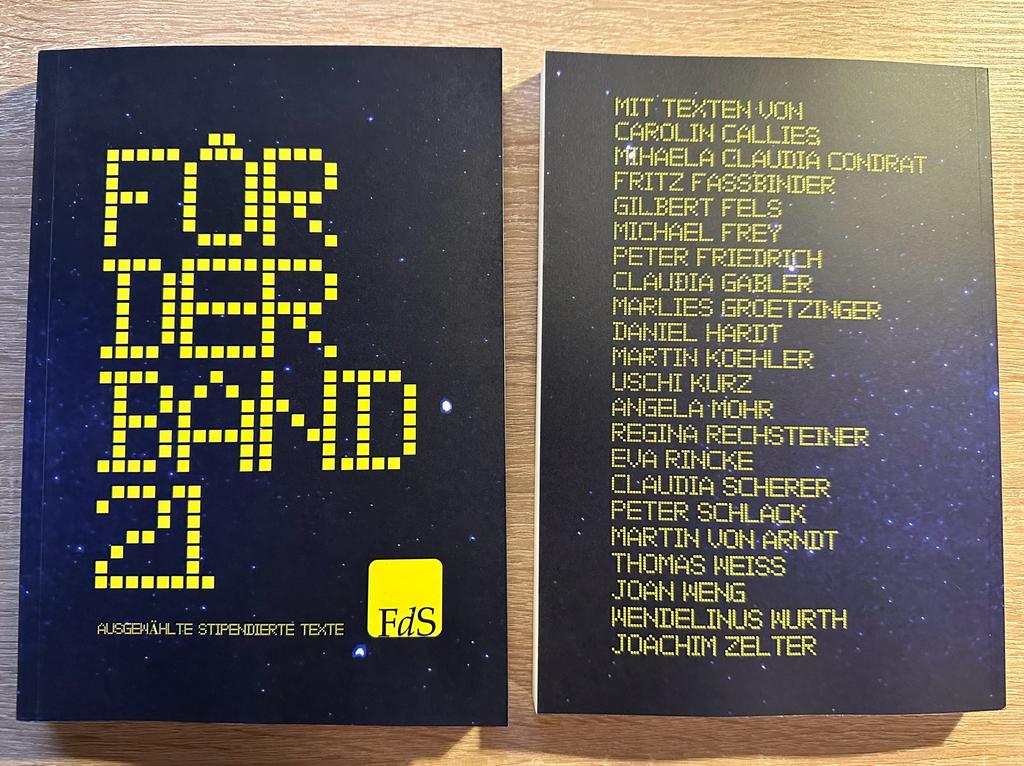 FÖR
DER
BAND
21
AUSGEWÄHLTE STIPENDIERTE TEXTE
FdS
MIT TEXTEN VON
CAROLIN CALLIES
MIHAELA CLAUDIA CONDRAT
FRITZ FASSBINDER
GILBERT FELS
MICHAEL FREY
PETER FRIEDRICH
CLAUDIA GABLER
MARLIES GROETZINGER
DANIEL HARDT
MARTIN KOEHLER
USCHI KURZ
ANGELA MOHR
REGINA RECHSTEINER
EVA RINCKE
CLAUDIA SCHERER
PETER SCHLACK
MARTIN VON ARNDT
THOMAS WEISS
JOAN WENG
WENDELINUS WURTH
JOACHIM ZELTER